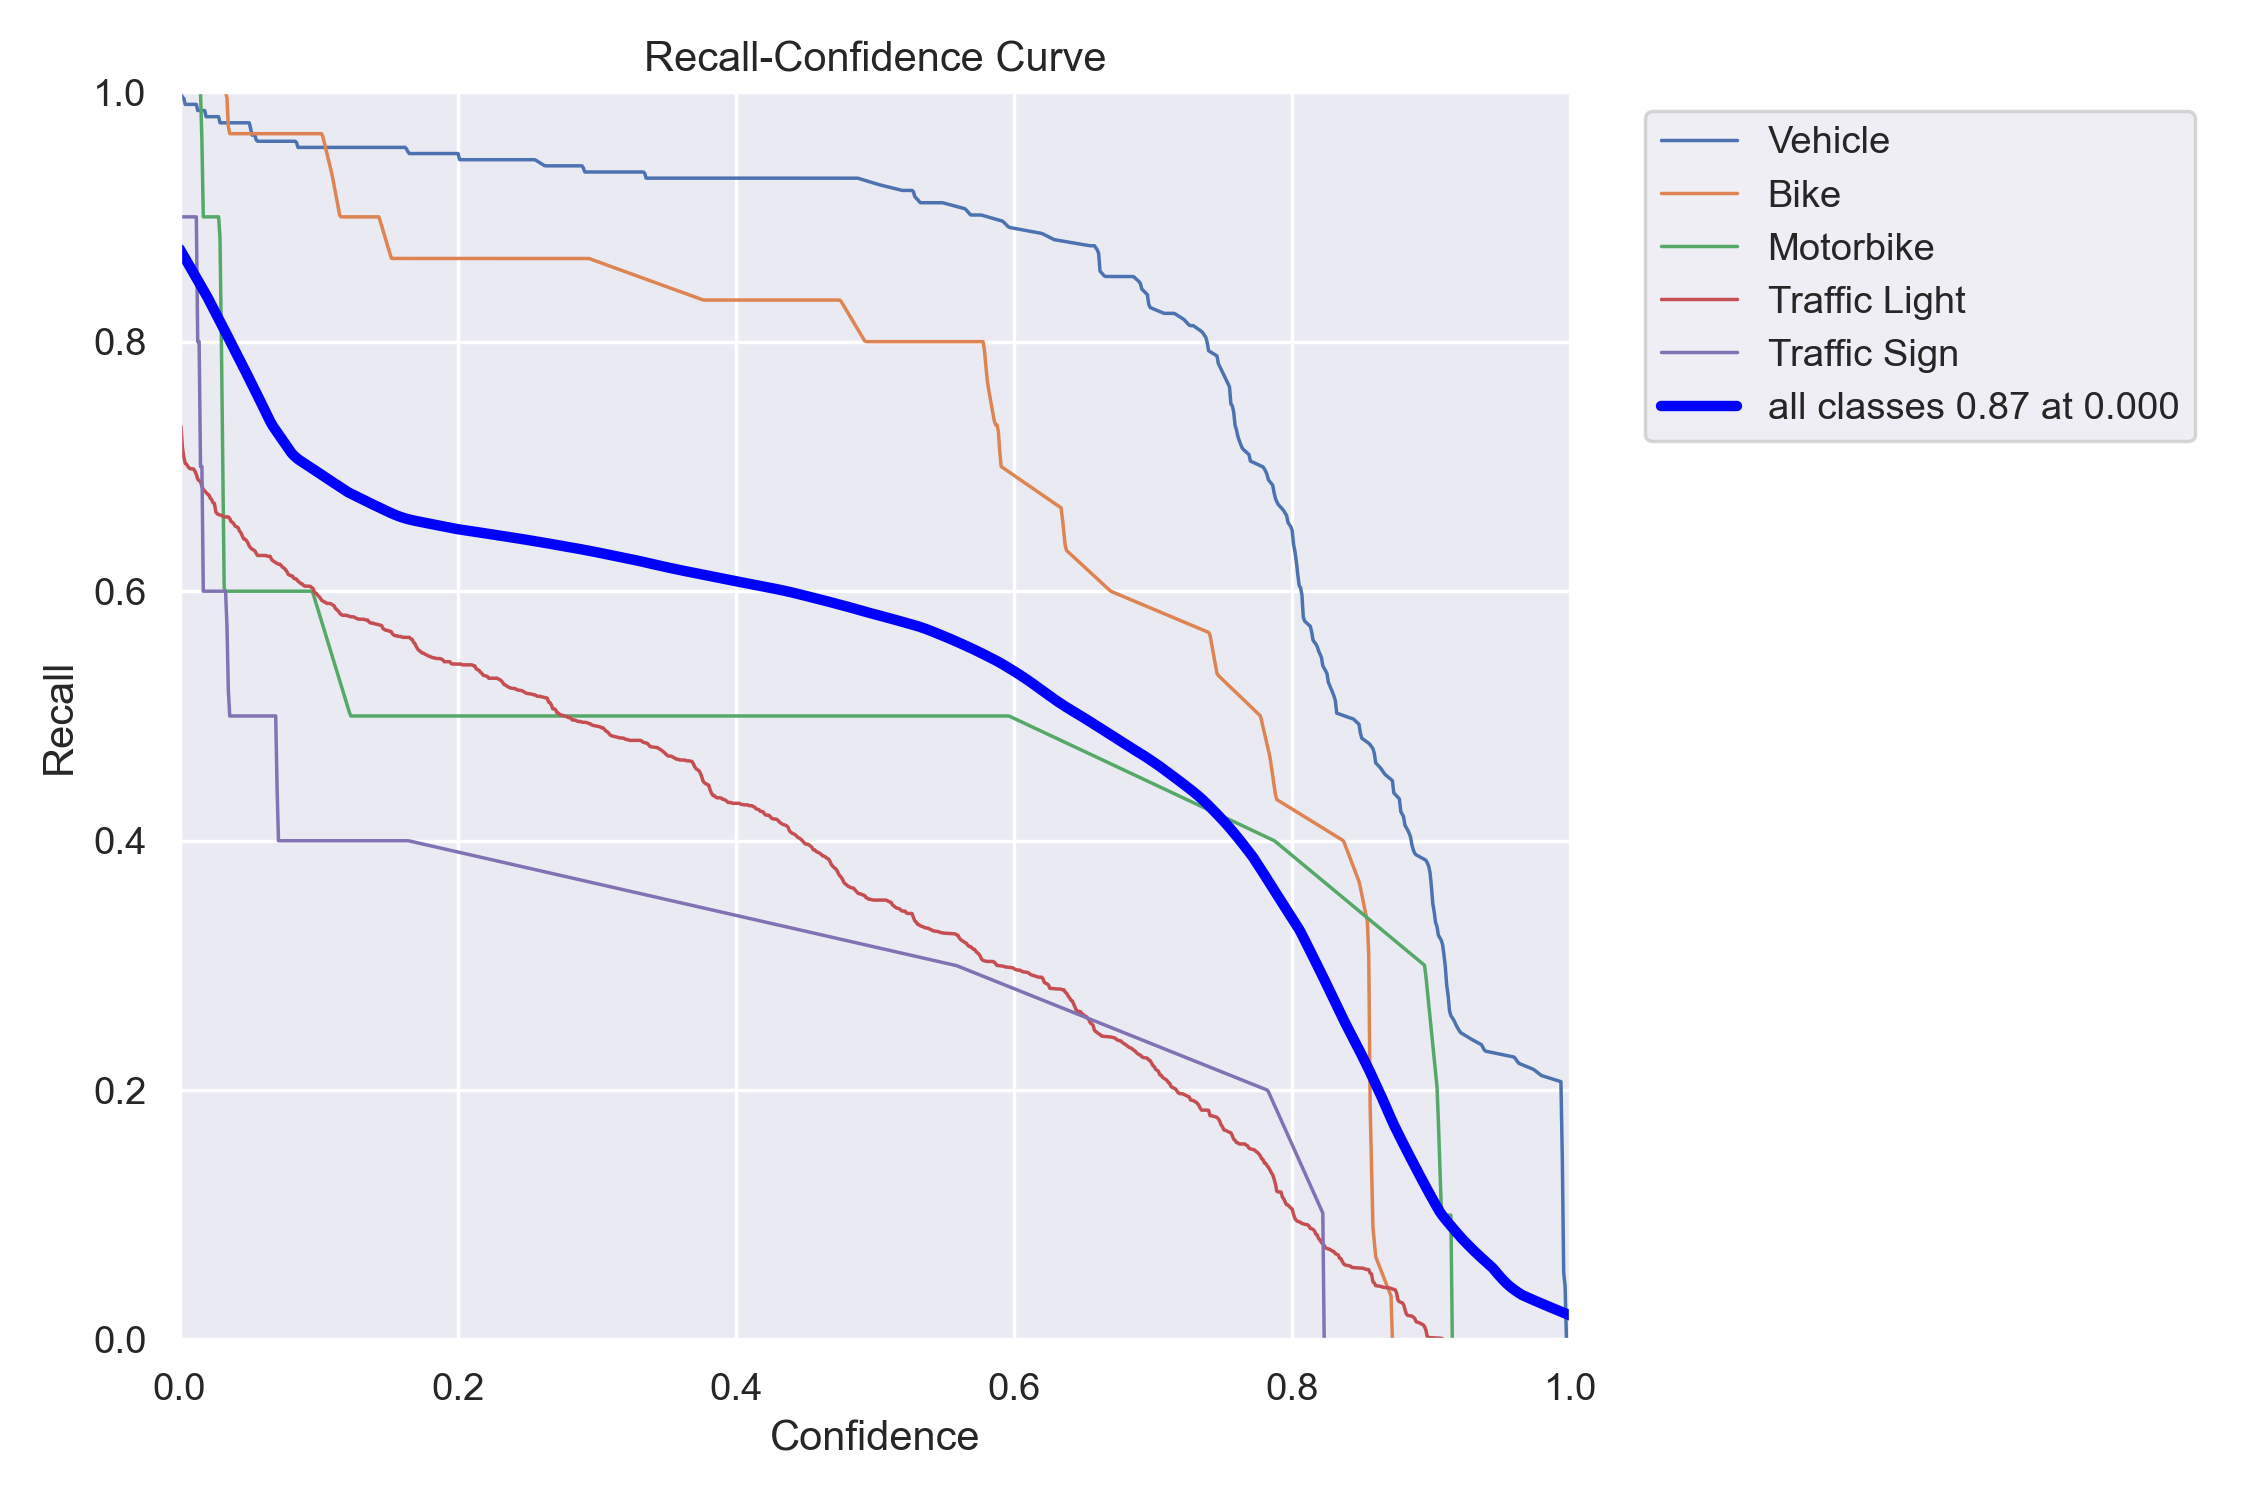 Recall-Confidence Curve
1.0
0.8
0.6
0.4
0.2
0.0
Recall
0.0 0.2 0.4 0.6 0.8 1.0
Confidence
Vehicle
Bike
Motorbike
Traffic Light
Traffic Sign
all classes 0.87 at 0.000